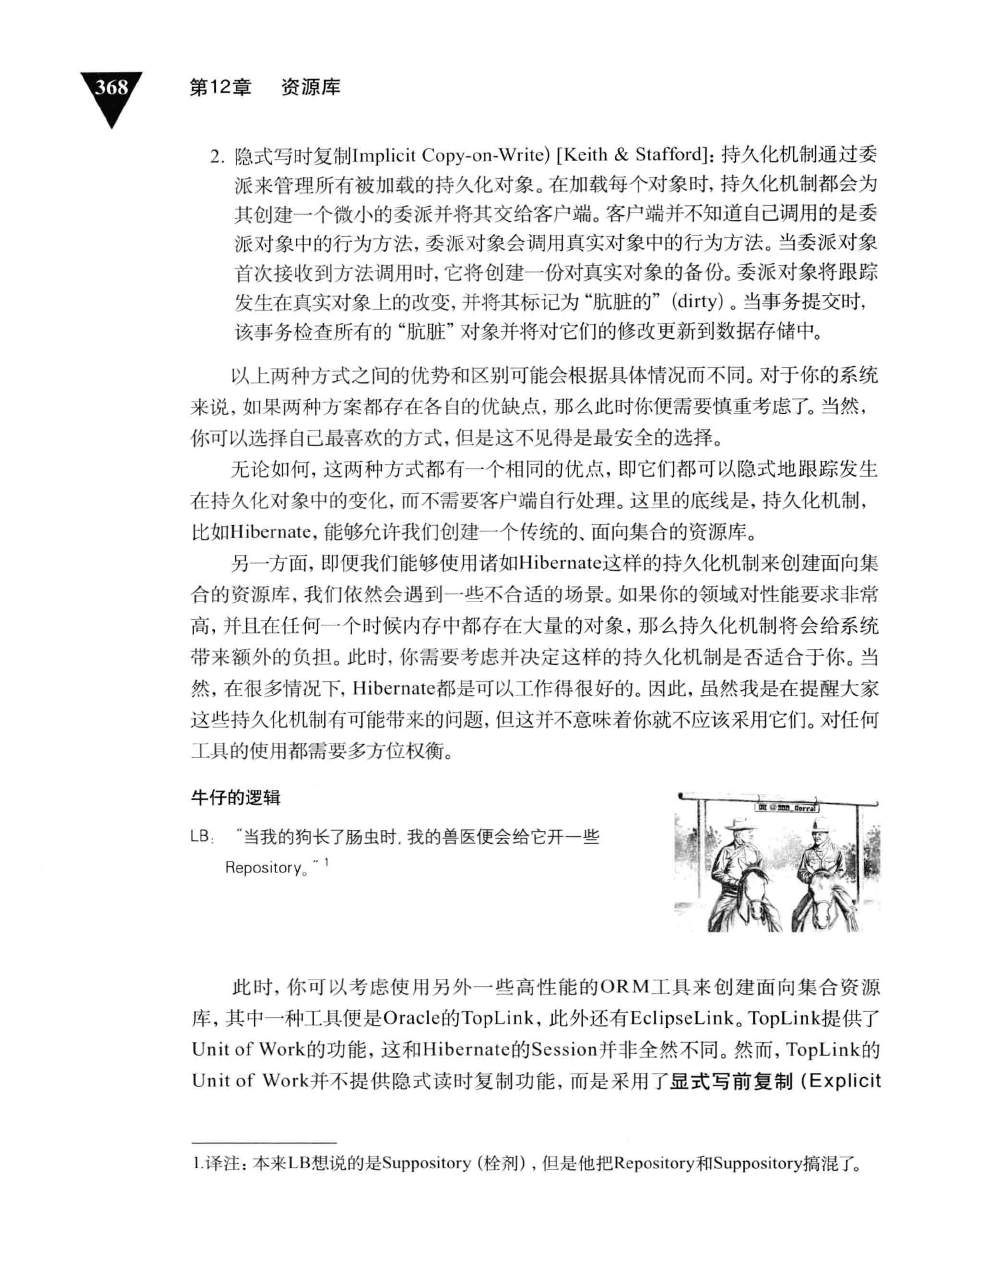 368
第12章 资源库
2. 隐式写时复制Implicit Copy-on-Write) [Keith & Stafford]：持久化机制通过委
派来管理所有被加载的持久化对象。在加载每个对象时，持久化机制都会为
其创建一个微小的委派并将其交给客户端。客户端并不知道自己调用的是委
派对象中的行为方法，委派对象会调用真实对象中的行为方法。当委派对象
首次接收到方法调用时，它将创建一份对真实对象的备份。委派对象将跟踪
发生在真实对象上的改变，并将其标记为“肮脏的”（dirty）。当事务提交时，
该事务检查所有的“肮脏”对象并将对它们的修改更新到数据存储中。
以上两种方式之间的优势和区别可能会根据具体情况而不同。对于你的系统
来说，如果两种方案都存在各自的优缺点，那么此时你便需要慎重考虑了。当然，
你可以选择自己最喜欢的方式，但是这不见得是最安全的选择。
无论如何，这两种方式都有一个相同的优点，即它们都可以隐式地跟踪发生
在持久化对象中的变化，而不需要客户端自行处理。这里的底线是，持久化机制，
比如Hibernate，能够允许我们创建一个传统的、面向集合的资源库。
另一方面，即便我们能够使用诸如Hibernate这样的持久化机制来创建面向集
合的资源库，我们依然会遇到一些不合适的场景。如果你的领域对性能要求非常
高，并且在任何一个时候内存中都存在大量的对象，那么持久化机制将会给系统
带来额外的负担。此时，你需要考虑并决定这样的持久化机制是否适合于你。当
然，在很多情况下，Hibernate都是可以工作得很好的。因此，虽然我是在提醒大家
这些持久化机制有可能带来的问题，但这并不意味着你就不应该采用它们。对任何
工具的使用都需要多方位权衡。
牛仔的逻辑
LB：“当我的狗长了肠虫时，我的兽医便会给它开一些
Repository。”1
此时，你可以考虑使用另外一些高性能的ORM工具来创建面向集合资源
库，其中一种工具便是Oracle的TopLink，此外还有EclipseLink。TopLink提供了
Unit of Work的功能，这和Hibernate的Session并非全然不同。然而，TopLink的
Unit of Work并不提供隐式读时复制功能，而是采用了显式写前复制（Explicit
1.译注：本来LB想说的是Suppository（栓剂），但是他把Repository和Suppository搞混了。